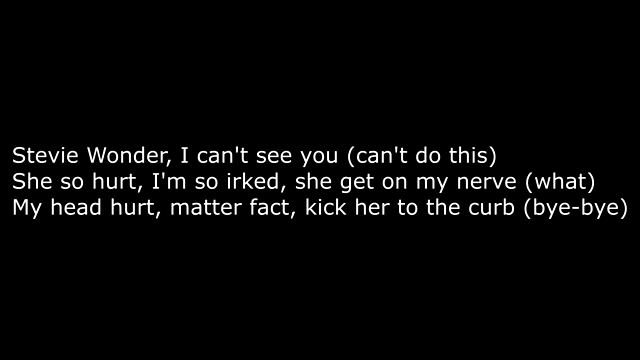 Stevie Wonder, I can't see you (can't do this)
She so hurt, I'm so irked, she get on my nerve (what)
My head hurt, matter fact, kick her to the curb (bye-bye)